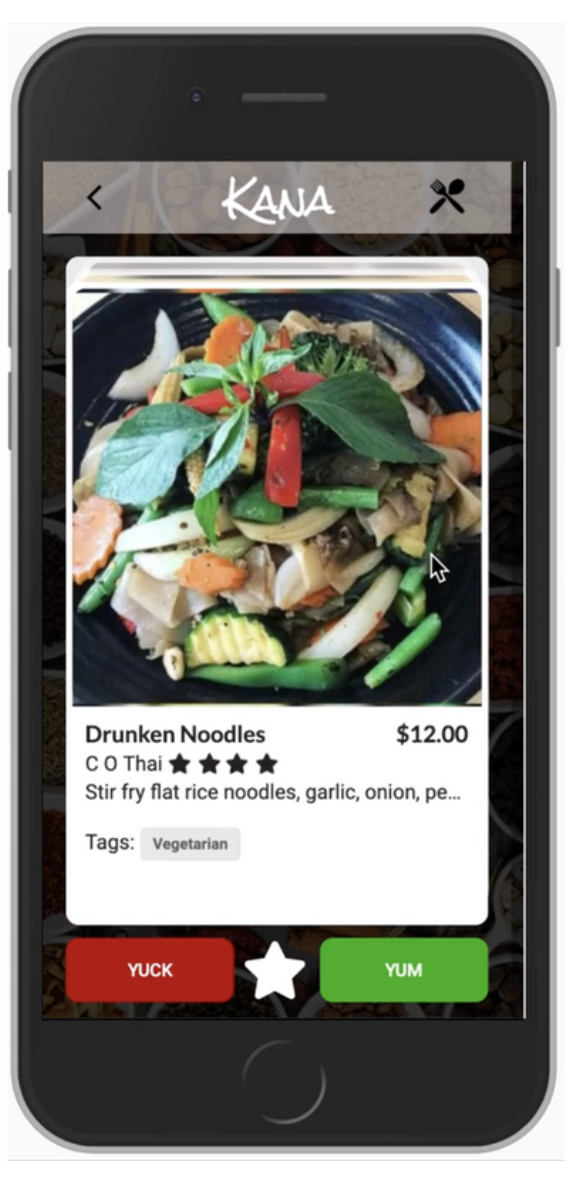 KANA
Drunken Noodles $12.00
C O Thai
Stir fry flat rice noodles, garlic, onion, pe...
Tags: Vegetarian
YUCK YUM